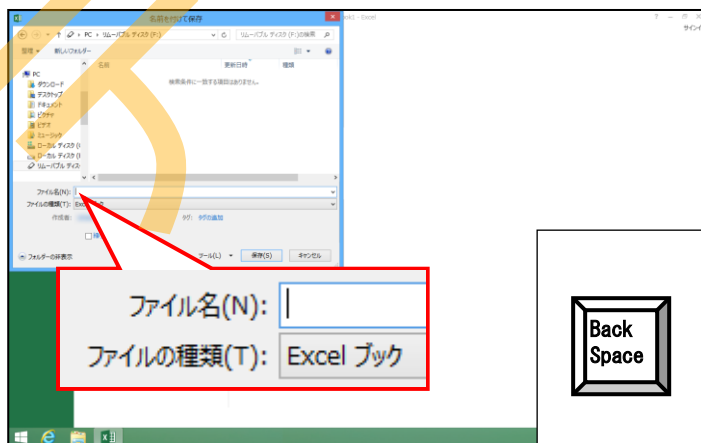 名前を付けて保存
ook1 - Excel
サインイ
PC ▸ リムーバブル ディスク (F:)
リムーバブル ディスク (F:)の検索
整理 ▾ 新しいフォルダー
名前 更新日時 種類
検索条件に一致する項目はありません。
PC
ダウンロード
デスクトップ
ドキュメント
ピクチャ
ビデオ
ミュージック
ローカル ディスク (
ローカル ディスク (
リムーバブル ディス
ファイル名(N):
ファイルの種類(T): Excel ブック
作成者:
タグ: タグの追加
フォルダーの非表示
ツール(L) ▾ 保存(S) キャンセル
ファイル名(N):
ファイルの種類(T): Excel ブック
Back
Space